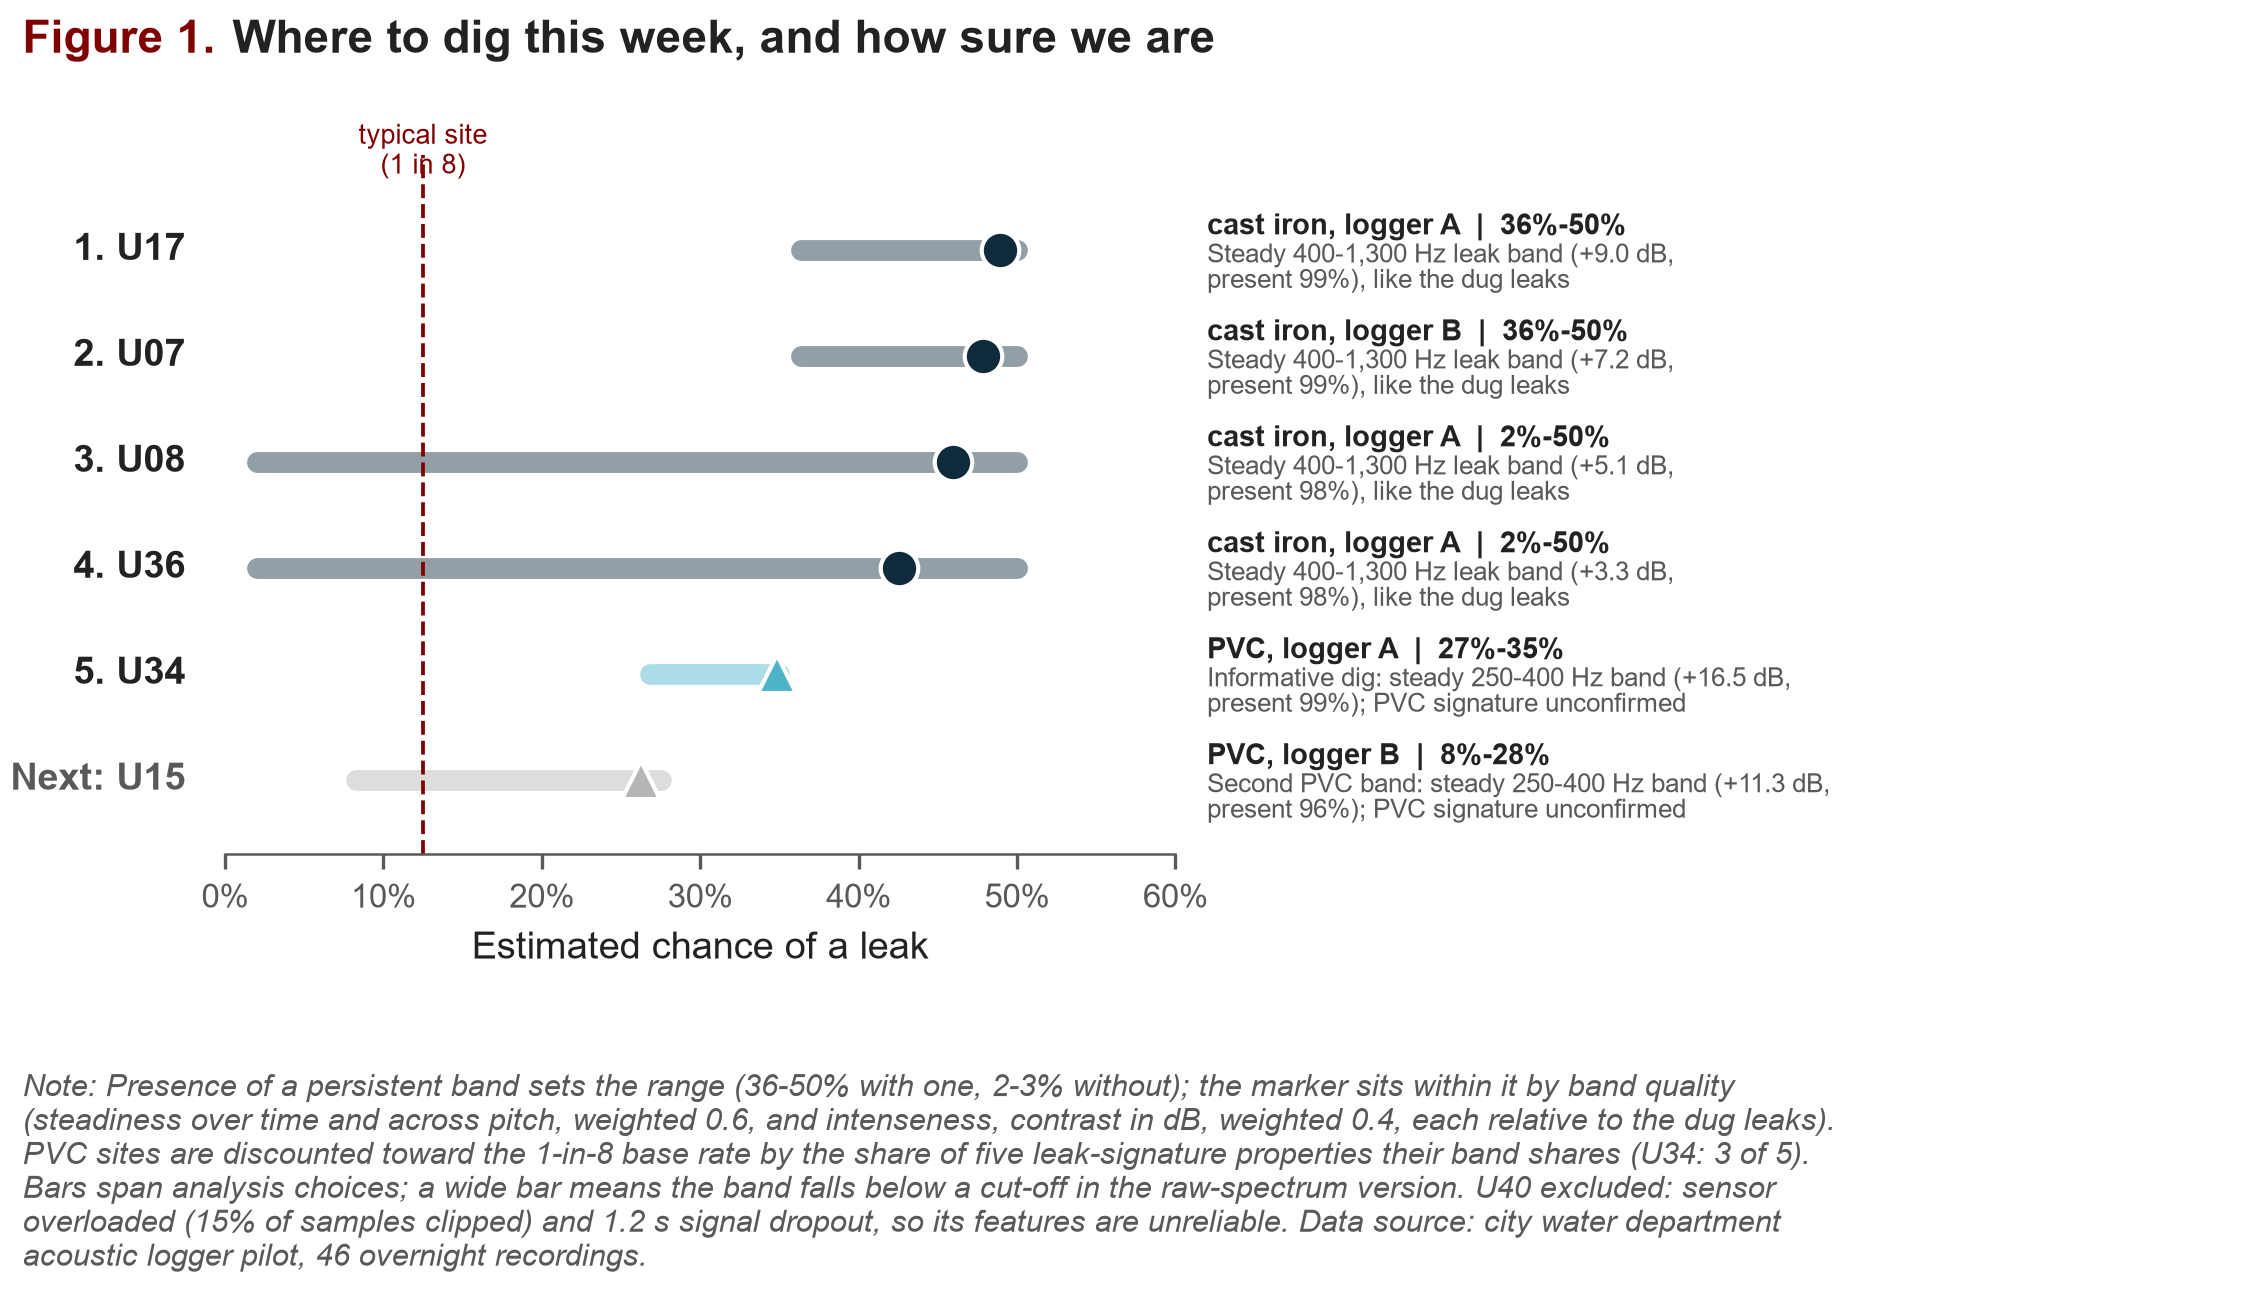 Figure 1. Where to dig this week, and how sure we are
typical site
(1 in 8)
1. U17
cast iron, logger A | 36%-50%
Steady 400-1,300 Hz leak band (+9.0 dB,
present 99%), like the dug leaks
2. U07
cast iron, logger B | 36%-50%
Steady 400-1,300 Hz leak band (+7.2 dB,
present 99%), like the dug leaks
3. U08
cast iron, logger A | 2%-50%
Steady 400-1,300 Hz leak band (+5.1 dB,
present 98%), like the dug leaks
4. U36
cast iron, logger A | 2%-50%
Steady 400-1,300 Hz leak band (+3.3 dB,
present 98%), like the dug leaks
5. U34
PVC, logger A | 27%-35%
Informative dig: steady 250-400 Hz band (+16.5 dB,
present 99%); PVC signature unconfirmed
Next: U15
PVC, logger B | 8%-28%
Second PVC band: steady 250-400 Hz band (+11.3 dB,
present 96%); PVC signature unconfirmed
0% 10% 20% 30% 40% 50% 60%
Estimated chance of a leak
Note: Presence of a persistent band sets the range (36-50% with one, 2-3% without); the marker sits within it by band quality
(steadiness over time and across pitch, weighted 0.6, and intenseness, contrast in dB, weighted 0.4, each relative to the dug leaks).
PVC sites are discounted toward the 1-in-8 base rate by the share of five leak-signature properties their band shares (U34: 3 of 5).
Bars span analysis choices; a wide bar means the band falls below a cut-off in the raw-spectrum version. U40 excluded: sensor
overloaded (15% of samples clipped) and 1.2 s signal dropout, so its features are unreliable. Data source: city water department
acoustic logger pilot, 46 overnight recordings.